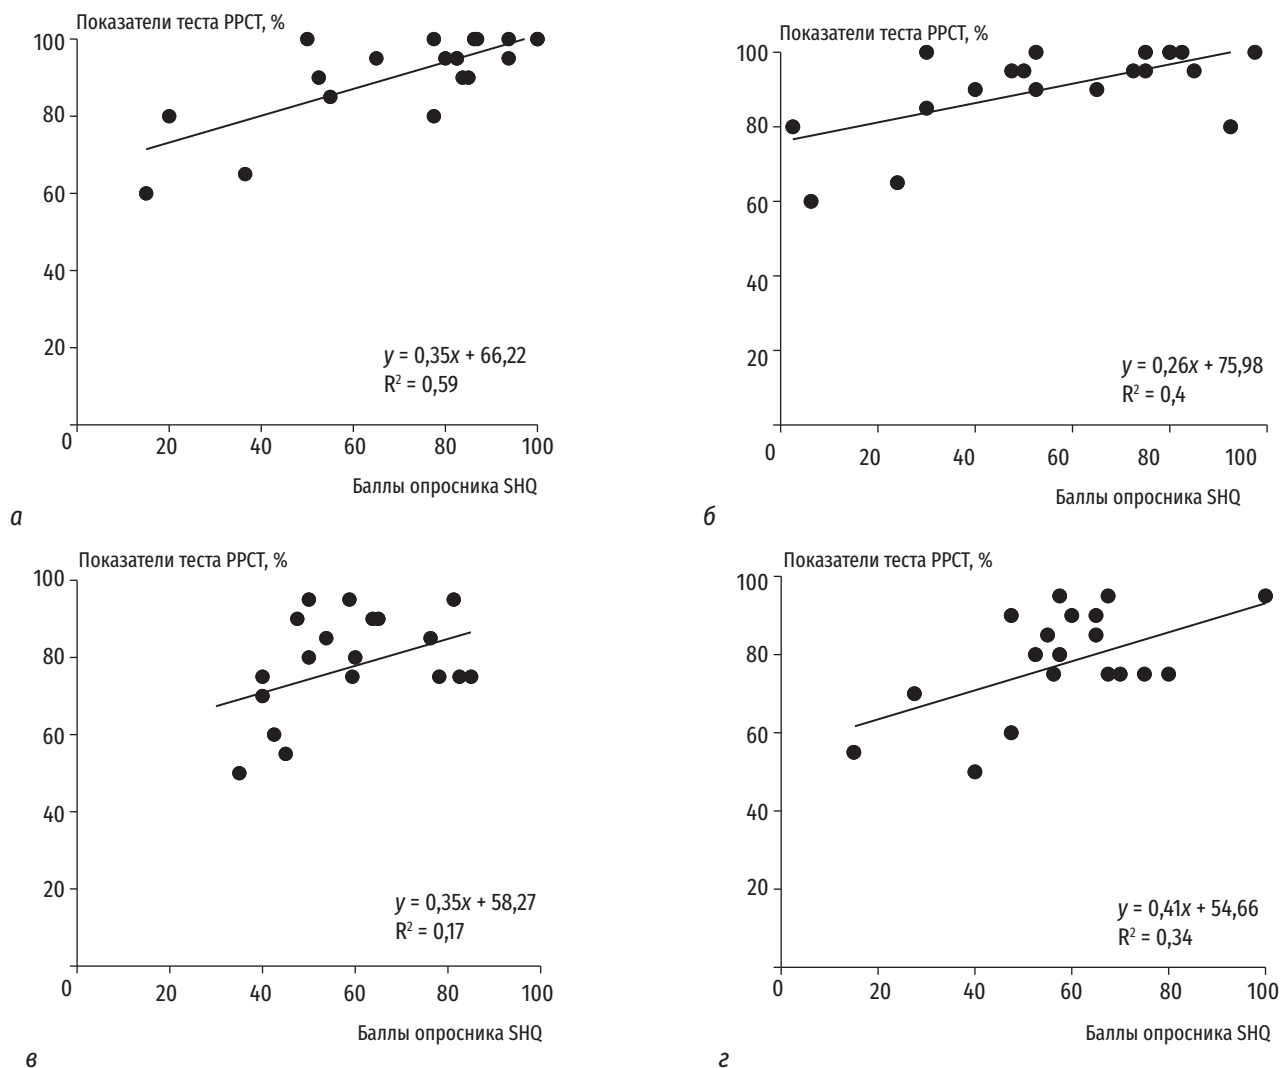 Показатели теста РРСТ, %
100
80
60
40
20
0
20
40
60
80
100
y = 0,35x + 66,22
R² = 0,59
Баллы опросника SHQ
а
Показатели теста РРСТ, %
100
80
60
40
20
0
20
40
60
80
100
y = 0,26x + 75,98
R² = 0,4
Баллы опросника SHQ
б
Показатели теста РРСТ, %
100
80
60
40
20
0
20
40
60
80
100
y = 0,35x + 58,27
R² = 0,17
Баллы опросника SHQ
в
Показатели теста РРСТ, %
100
80
60
40
20
0
20
40
60
80
100
y = 0,41x + 54,66
R² = 0,34
Баллы опросника SHQ
г